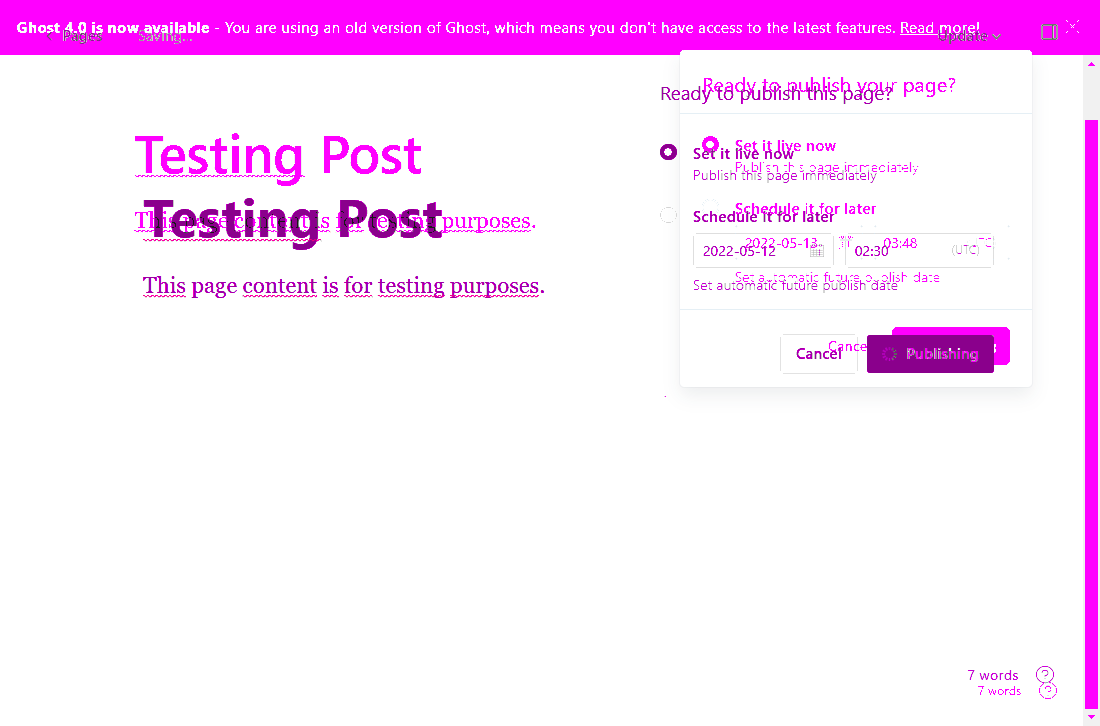 Ghost 4.0 is now available - You are using an old version of Ghost, which means you don't have access to the latest features. Read more!
Pages Saving... Update
Ready to publish your page?
Ready to publish this page?
Testing Post
Set it live now
Set it live now
Publish this page immediately
Publish this page immediately
Testing Post
This page content is for testing purposes.
Schedule it for later
Schedule it for later
2022-05-13 03:48 UTC
2022-05-12 02:30 (UTC)
Set automatic future publish date
Set automatic future publish date
This page content is for testing purposes.
Cancel
Cancel Publishing
7 words
7 words